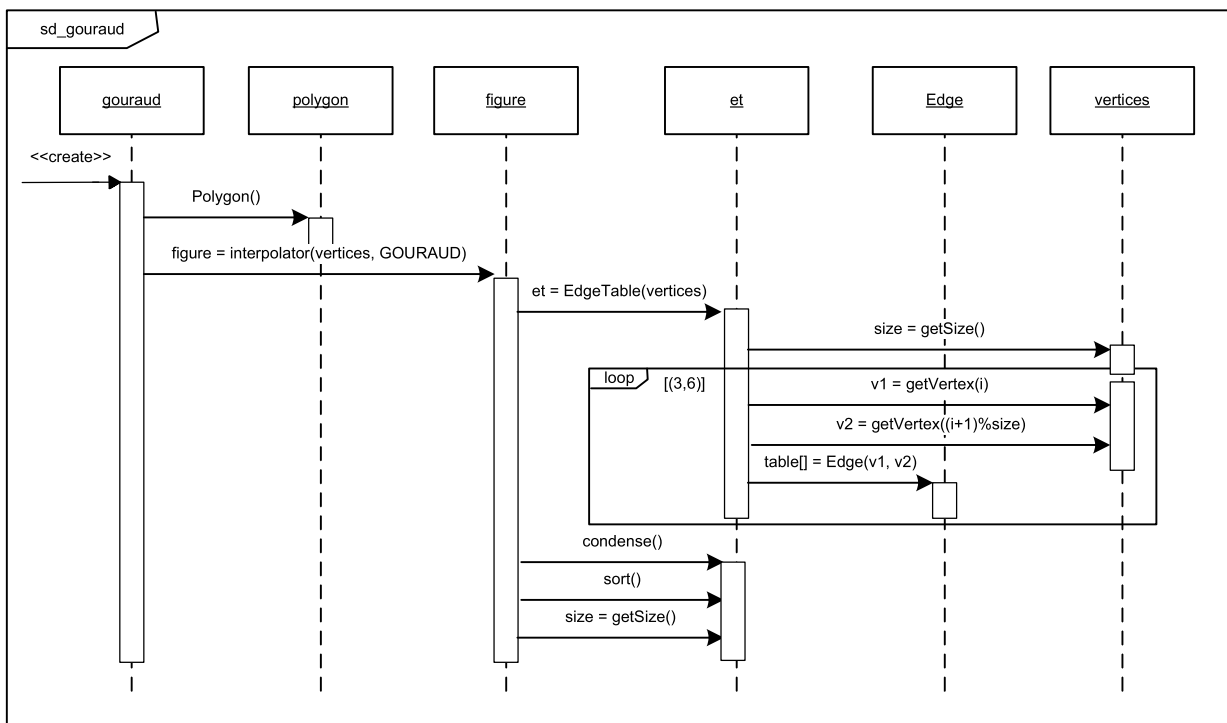 sd_gouraud
gouraud
polygon
figure
et
Edge
vertices
<<create>>
Polygon()
figure = interpolator(vertices, GOURAUD)
et = EdgeTable(vertices)
size = getSize()
loop
[(3,6)]
v1 = getVertex(i)
v2 = getVertex((i+1)%size)
table[] = Edge(v1, v2)
condense()
sort()
size = getSize()